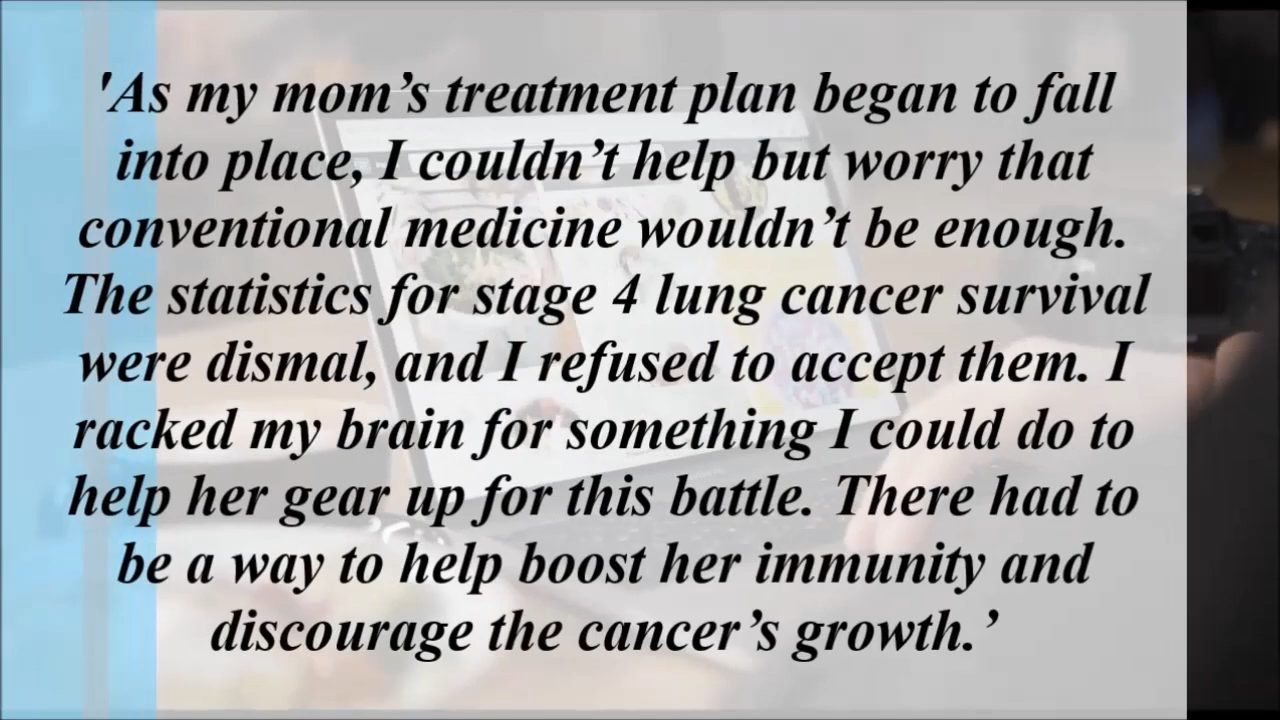 'As my mom’s treatment plan began to fall
into place, I couldn’t help but worry that
conventional medicine wouldn’t be enough.
The statistics for stage 4 lung cancer survival
were dismal, and I refused to accept them. I
racked my brain for something I could do to
help her gear up for this battle. There had to
be a way to help boost her immunity and
discourage the cancer’s growth.’